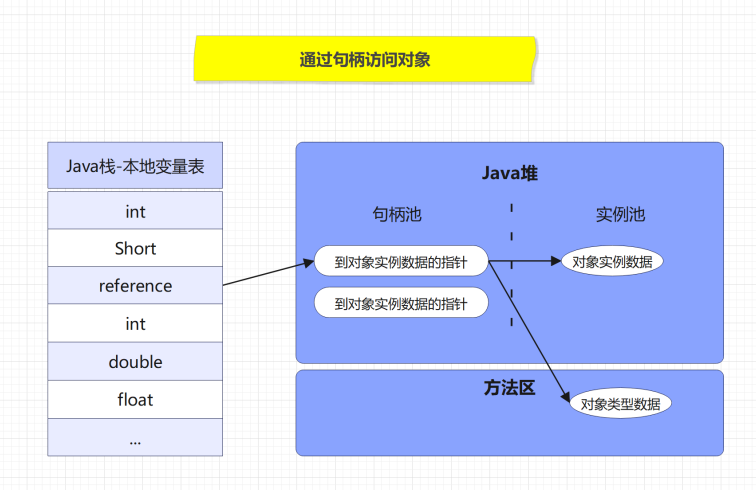 通过句柄访问对象
Java栈-本地变量表
int
Short
reference
int
double
float
...
Java堆
句柄池
实例池
到对象实例数据的指针
对象实例数据
到对象实例数据的指针
方法区
对象类型数据